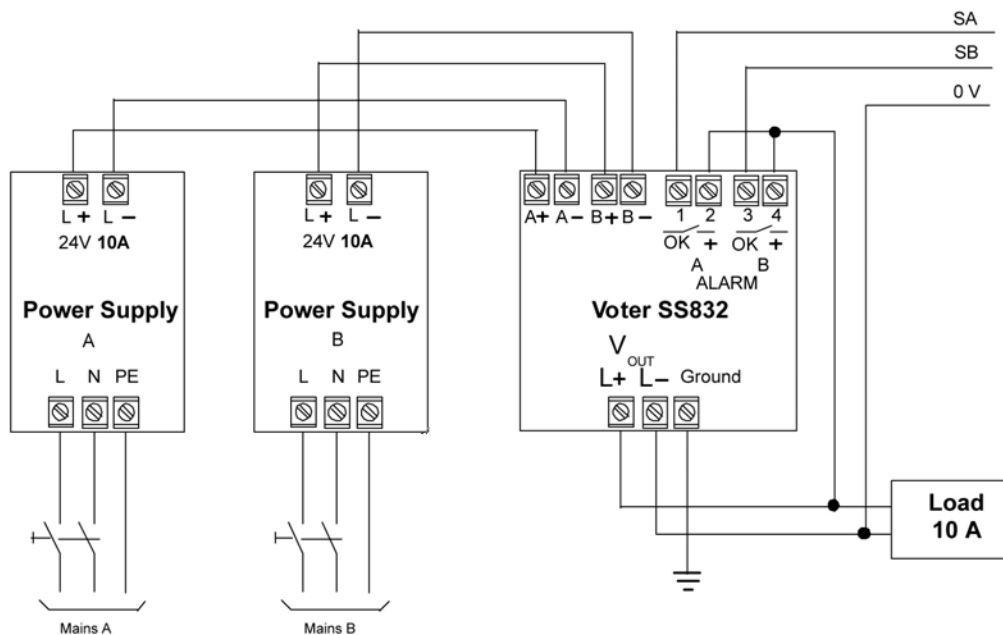 SA
SB
0 V
L + L −
24V 10A
Power Supply
A
L N PE
Mains A
L + L −
24V 10A
Power Supply
B
L N PE
Mains B
A+ A− B+ B− 1 2 3 4
OK + OK +
A B
ALARM
Voter SS832
V OUT
L+ L− Ground
Load
10 A